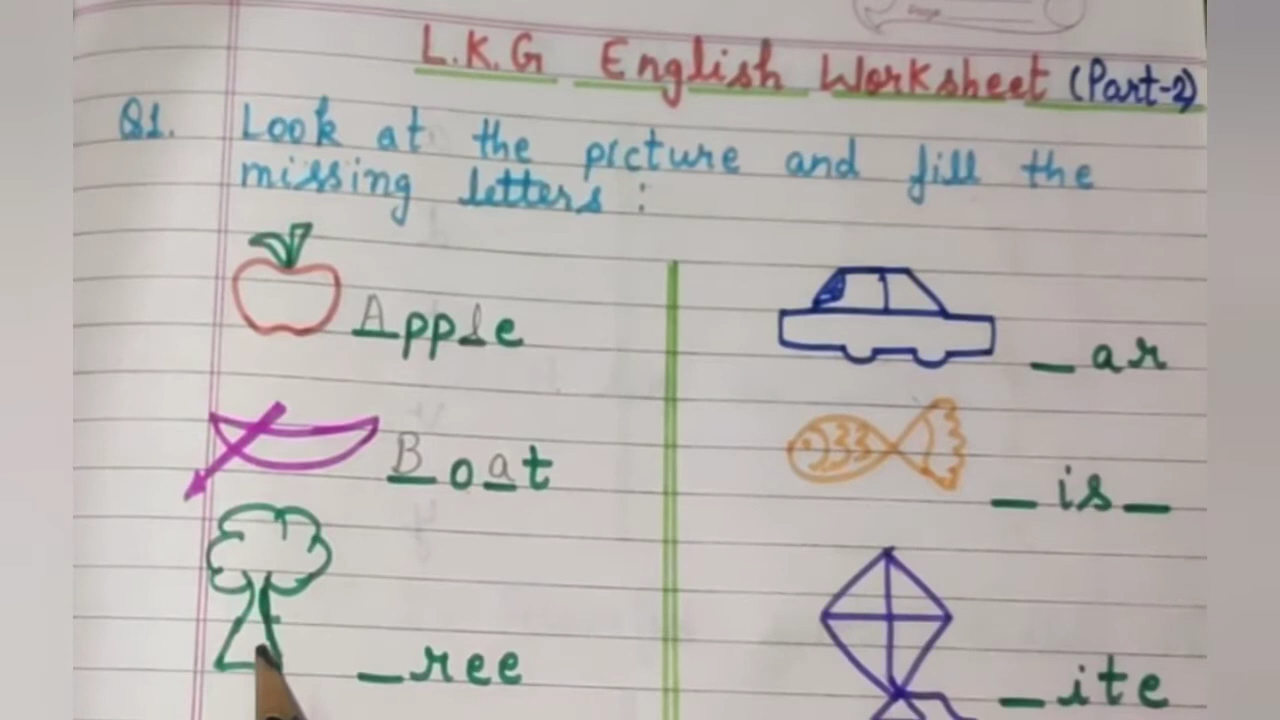 L.K.G English Worksheet (Part-2)
Q1. Look at the picture and fill the
missing letters :
Apple
_ar
Boat
_is_
_ree
_ite